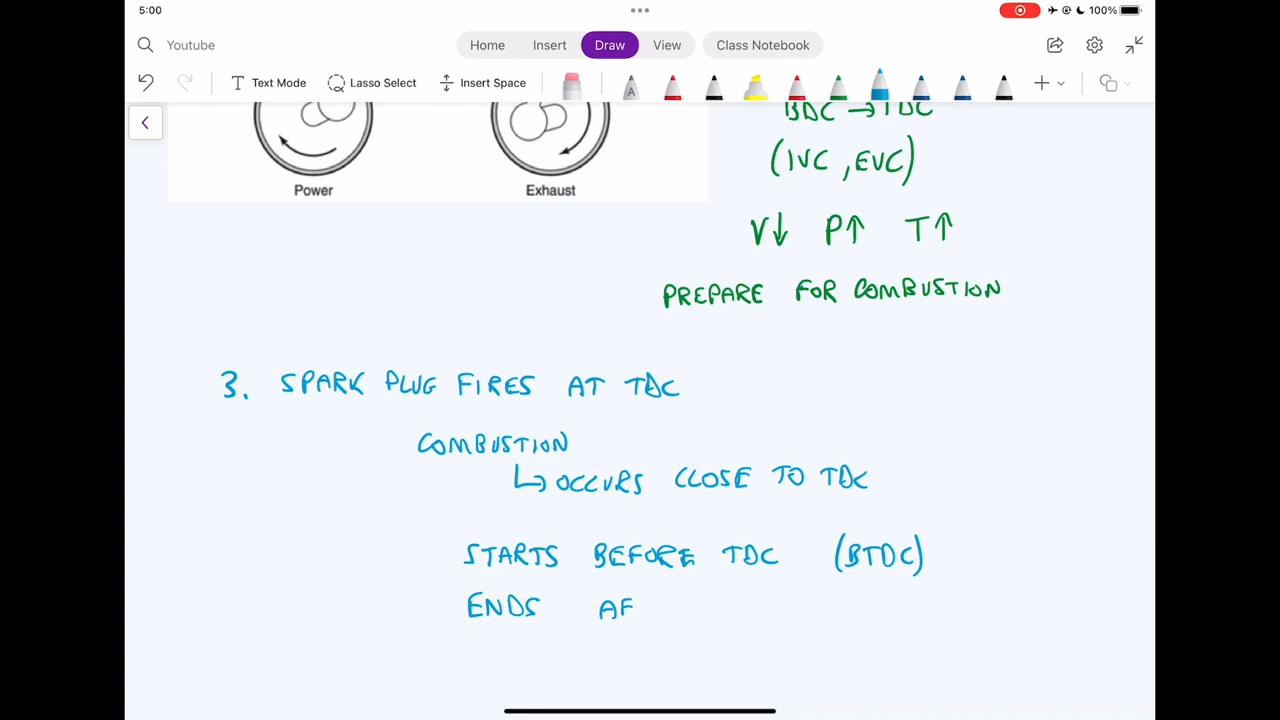 5:00
100%
Youtube
Home Insert Draw View Class Notebook
Text Mode Lasso Select Insert Space A
BDC → TDC
(IVC, EVC)
Power Exhaust
V↓ P↑ T↑
PREPARE FOR COMBUSTION
3. SPARK PLUG FIRES AT TDC
COMBUSTION
↳ OCCURS CLOSE TO TDC
STARTS BEFORE TDC (BTDC)
ENDS AF